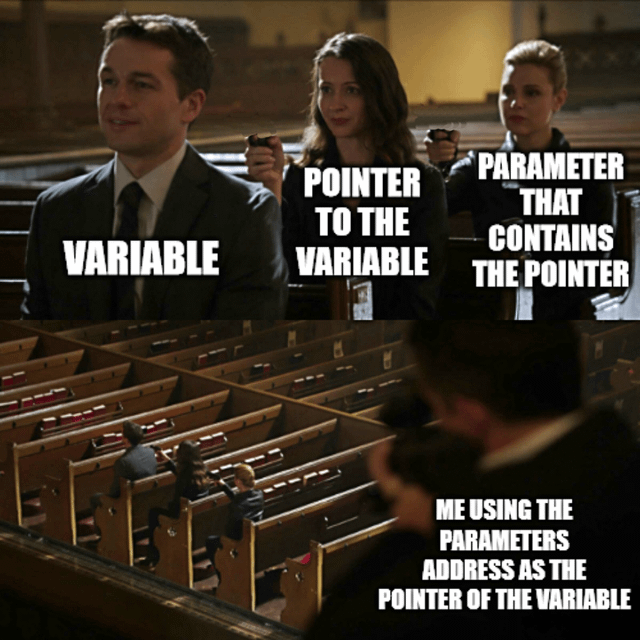 VARIABLE
POINTER
TO THE
VARIABLE
PARAMETER
THAT
CONTAINS
THE POINTER
ME USING THE
PARAMETERS
ADDRESS AS THE
POINTER OF THE VARIABLE